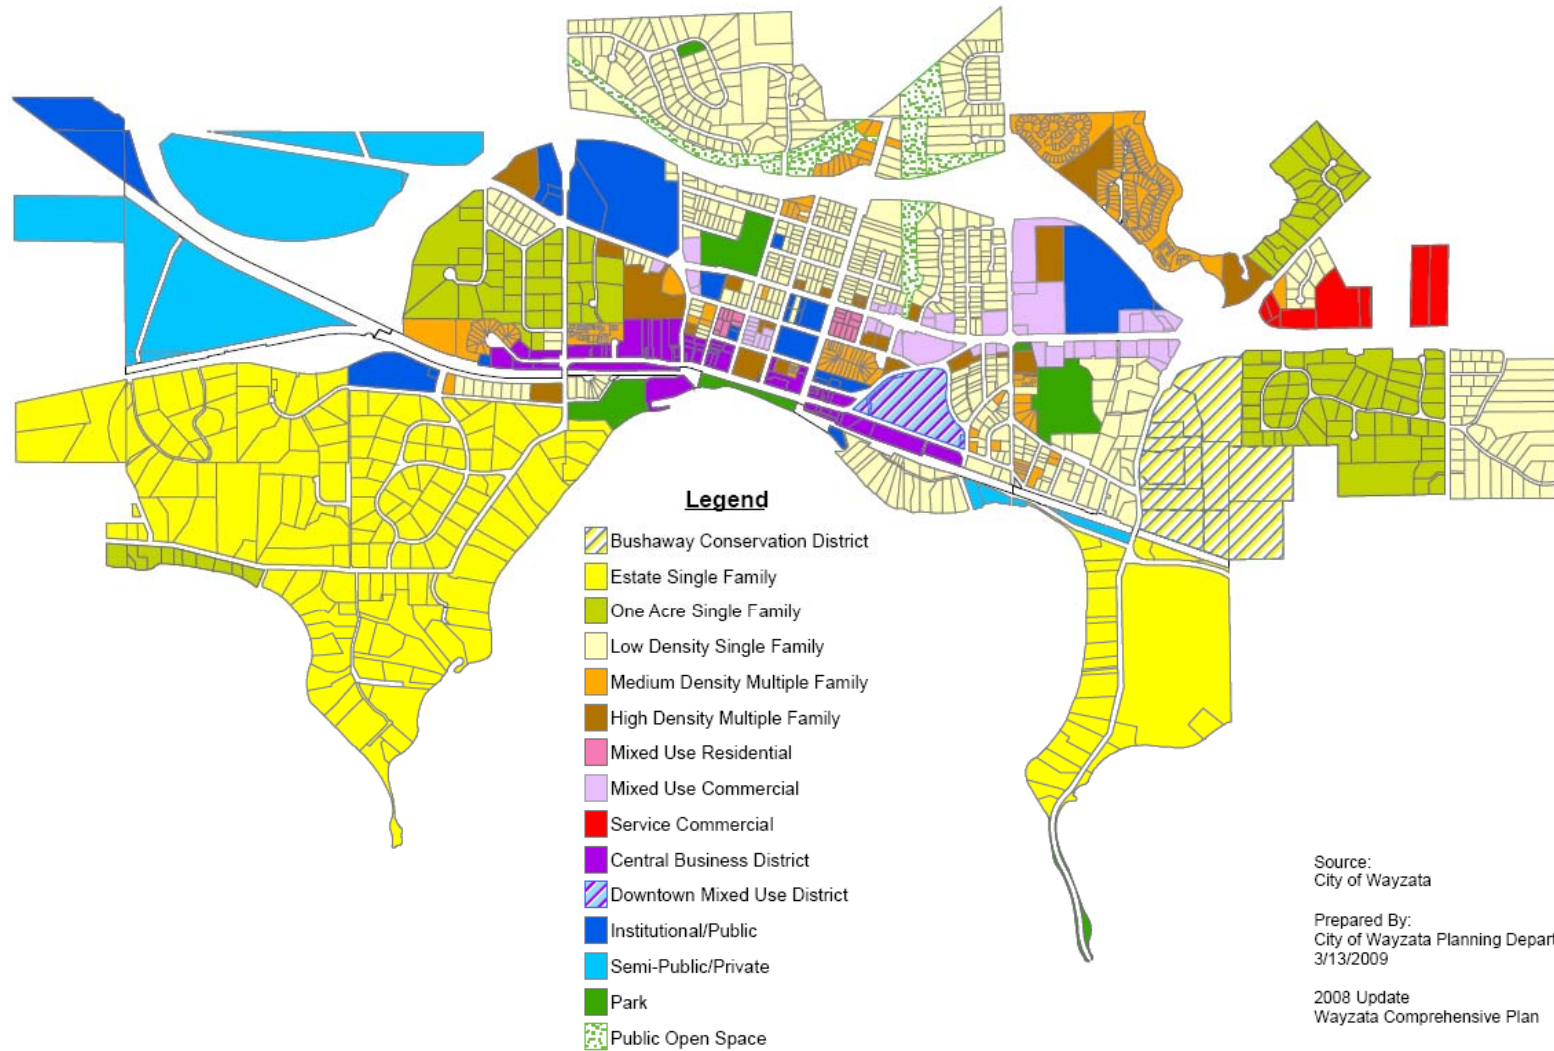 Legend
Bushaway Conservation District
Estate Single Family
One Acre Single Family
Low Density Single Family
Medium Density Multiple Family
High Density Multiple Family
Mixed Use Residential
Mixed Use Commercial
Service Commercial
Central Business District
Downtown Mixed Use District
Institutional/Public
Semi-Public/Private
Park
Public Open Space
Source:
City of Wayzata
Prepared By:
City of Wayzata Planning Depart
3/13/2009
2008 Update
Wayzata Comprehensive Plan